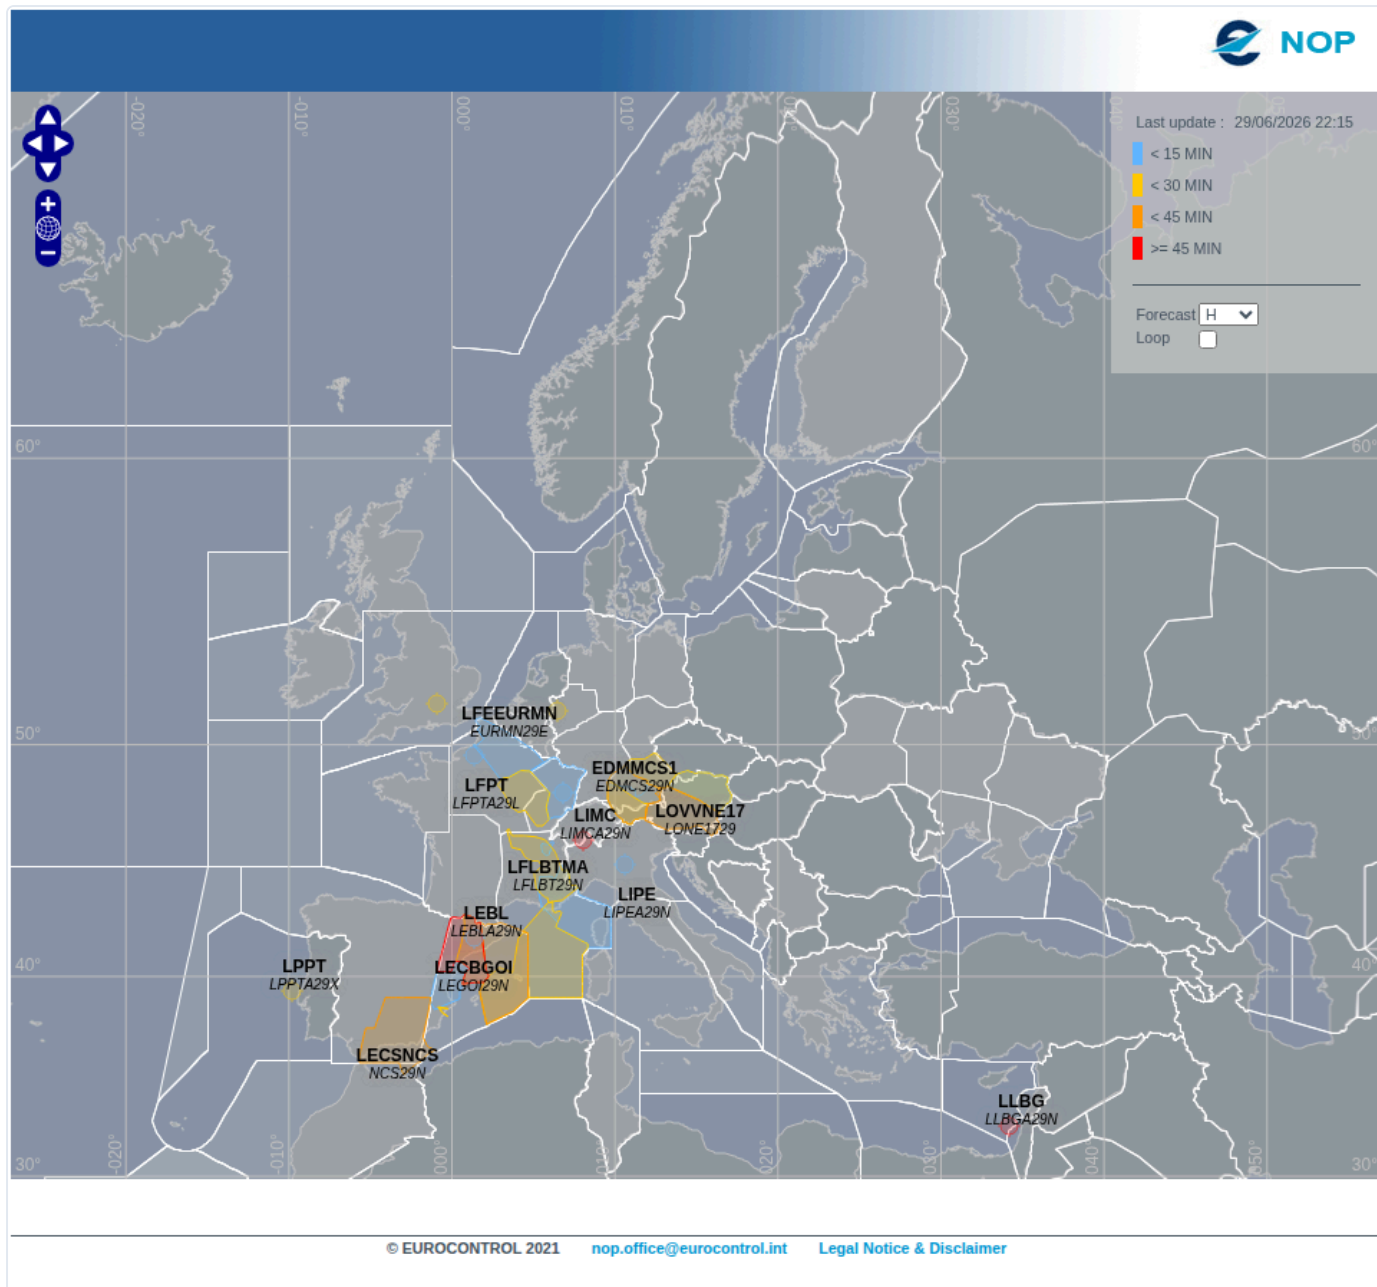 NOP
-020°
-010°
000°
010°
020°
030°
040°
050°
Last update : 29/06/2026 22:15
< 15 MIN
< 30 MIN
< 45 MIN
>= 45 MIN
Forecast H
Loop
60°
60°
LFEEURMN
EURMN29E
50°
50°
LFPT
LFPTA29L
EDMMCS1
EDMCS29N
LIMC
LIMCA29N
LOVVNE17
LONE1729
LFLBTMA
LFLBT29N
LIPE
LIPEA29N
LEBL
LEBLA29N
LPPT
LPPTA29X
LECBGOI
LEGOI29N
40°
40
LECSNCS
NCS29N
LLBG
LLBGA29N
-020°
-010°
000°
010
020°
030°
040
050°
30°
30°
© EUROCONTROL 2021 nop.office@eurocontrol.int Legal Notice & Disclaimer